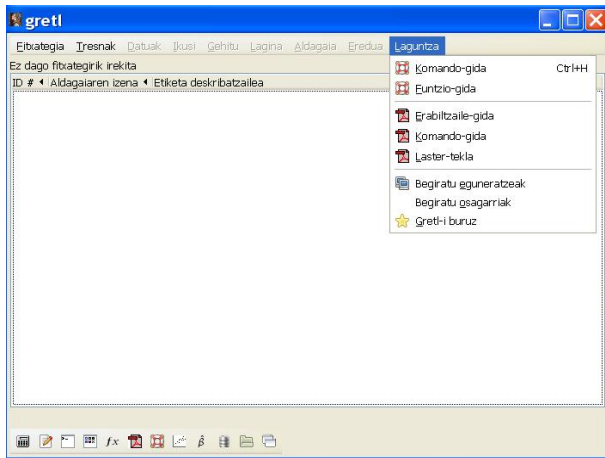 gretl
Fitxategia Tresnak Datuak Ikusi Gehitu Lagina Aldagaia Eredua Laguntza
Ez dago fitxategirik irekita
ID # Aldagaiaren izena Etiketa deskribatzailea
Komando-gida Ctrl+H
Funtzio-gida
Erabiltzaile-gida
Komando-gida
Laster-tekla
Begiratu eguneratzeak
Begiratu osagarriak
Gretl-i buruz
fx β̂